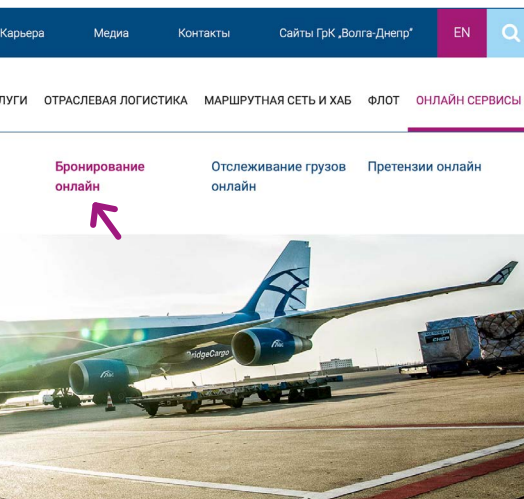 Карьера Медиа Контакты Сайты ГрК „Волга-Днепр“ EN
ЛУГИ ОТРАСЛЕВАЯ ЛОГИСТИКА МАРШРУТНАЯ СЕТЬ И ХАБ ФЛОТ ОНЛАЙН СЕРВИСЫ
Бронирование онлайн
Отслеживание грузов онлайн
Претензии онлайн
BridgeCargo